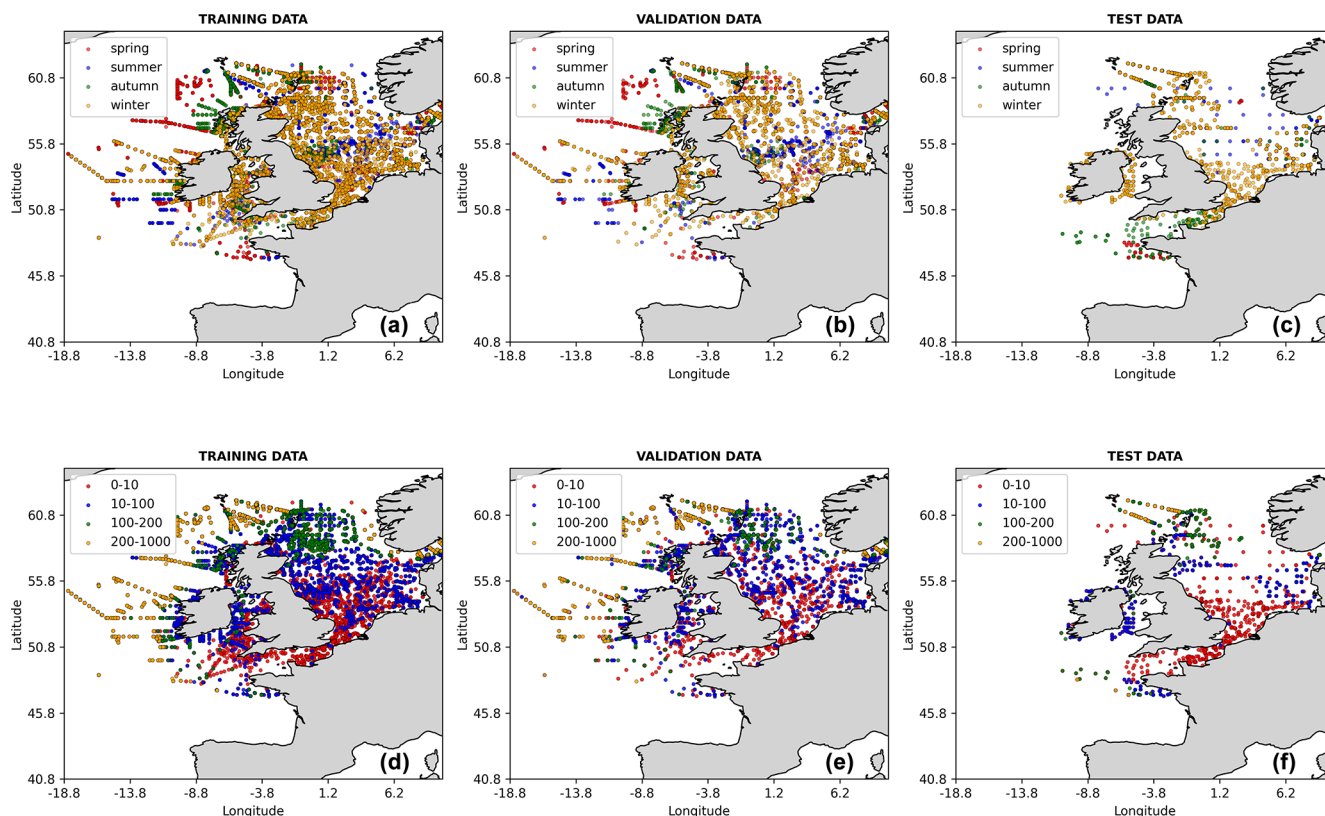 TRAINING DATA
spring
summer
autumn
winter
60.8
55.8
50.8
45.8
40.8
Latitude
-18.8 -13.8 -8.8 -3.8 1.2 6.2
Longitude
(a)
VALIDATION DATA
spring
summer
autumn
winter
60.8
55.8
50.8
45.8
40.8
Latitude
-18.8 -13.8 -8.8 -3.8 1.2 6.2
Longitude
(b)
TEST DATA
spring
summer
autumn
winter
60.8
55.8
50.8
45.8
40.8
Latitude
-18.8 -13.8 -8.8 -3.8 1.2 6.2
Longitude
(c)
TRAINING DATA
0-10
10-100
100-200
200-1000
60.8
55.8
50.8
45.8
40.8
Latitude
-18.8 -13.8 -8.8 -3.8 1.2 6.2
Longitude
(d)
VALIDATION DATA
0-10
10-100
100-200
200-1000
60.8
55.8
50.8
45.8
40.8
Latitude
-18.8 -13.8 -8.8 -3.8 1.2 6.2
Longitude
(e)
TEST DATA
0-10
10-100
100-200
200-1000
60.8
55.8
50.8
45.8
40.8
Latitude
-18.8 -13.8 -8.8 -3.8 1.2 6.2
Longitude
(f)